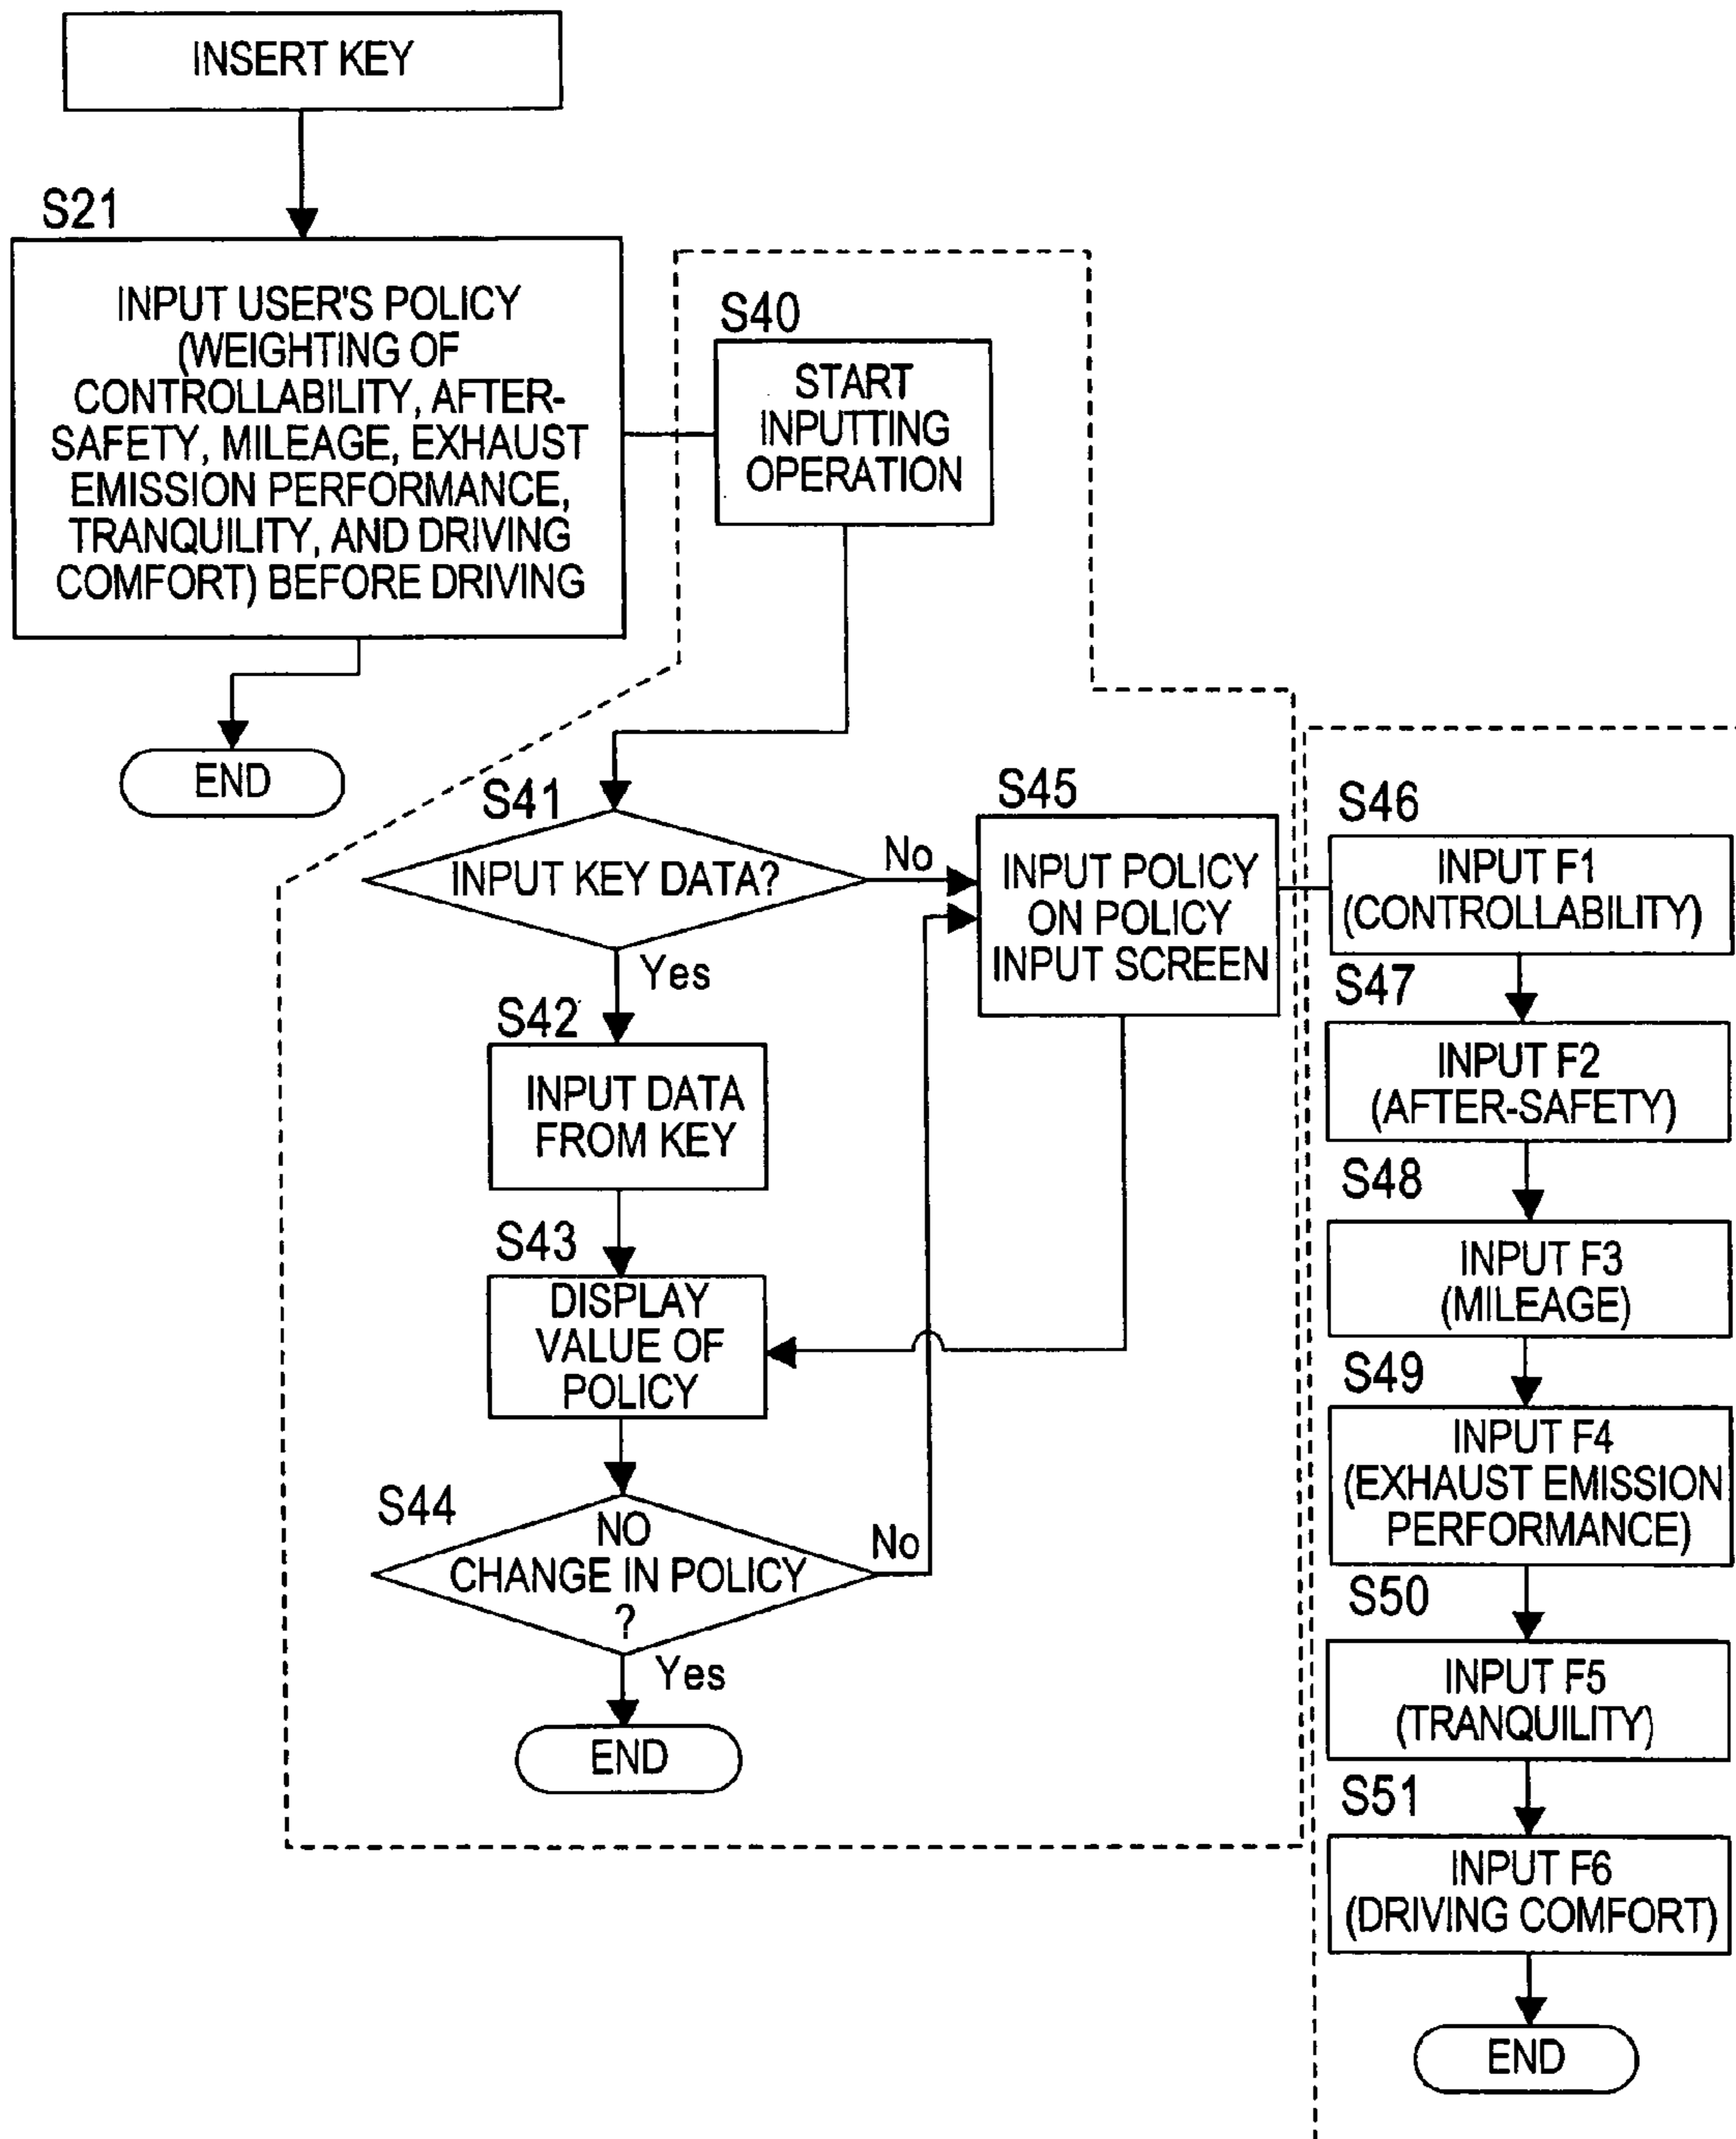 INSERT KEY
S21
INPUT USER'S POLICY
(WEIGHTING OF
CONTROLLABILITY, AFTER-
SAFETY, MILEAGE, EXHAUST
EMISSION PERFORMANCE,
TRANQUILITY, AND DRIVING
COMFORT) BEFORE DRIVING
END
S40
START
INPUTTING
OPERATION
S41
INPUT KEY DATA?
No
Yes
S42
INPUT DATA
FROM KEY
S43
DISPLAY
VALUE OF
POLICY
S44
NO
CHANGE IN POLICY
?
No
Yes
END
S45
INPUT POLICY
ON POLICY
INPUT SCREEN
S46
INPUT F1
(CONTROLLABILITY)
S47
INPUT F2
(AFTER-SAFETY)
S48
INPUT F3
(MILEAGE)
S49
INPUT F4
(EXHAUST EMISSION
PERFORMANCE)
S50
INPUT F5
(TRANQUILITY)
S51
INPUT F6
(DRIVING COMFORT)
END